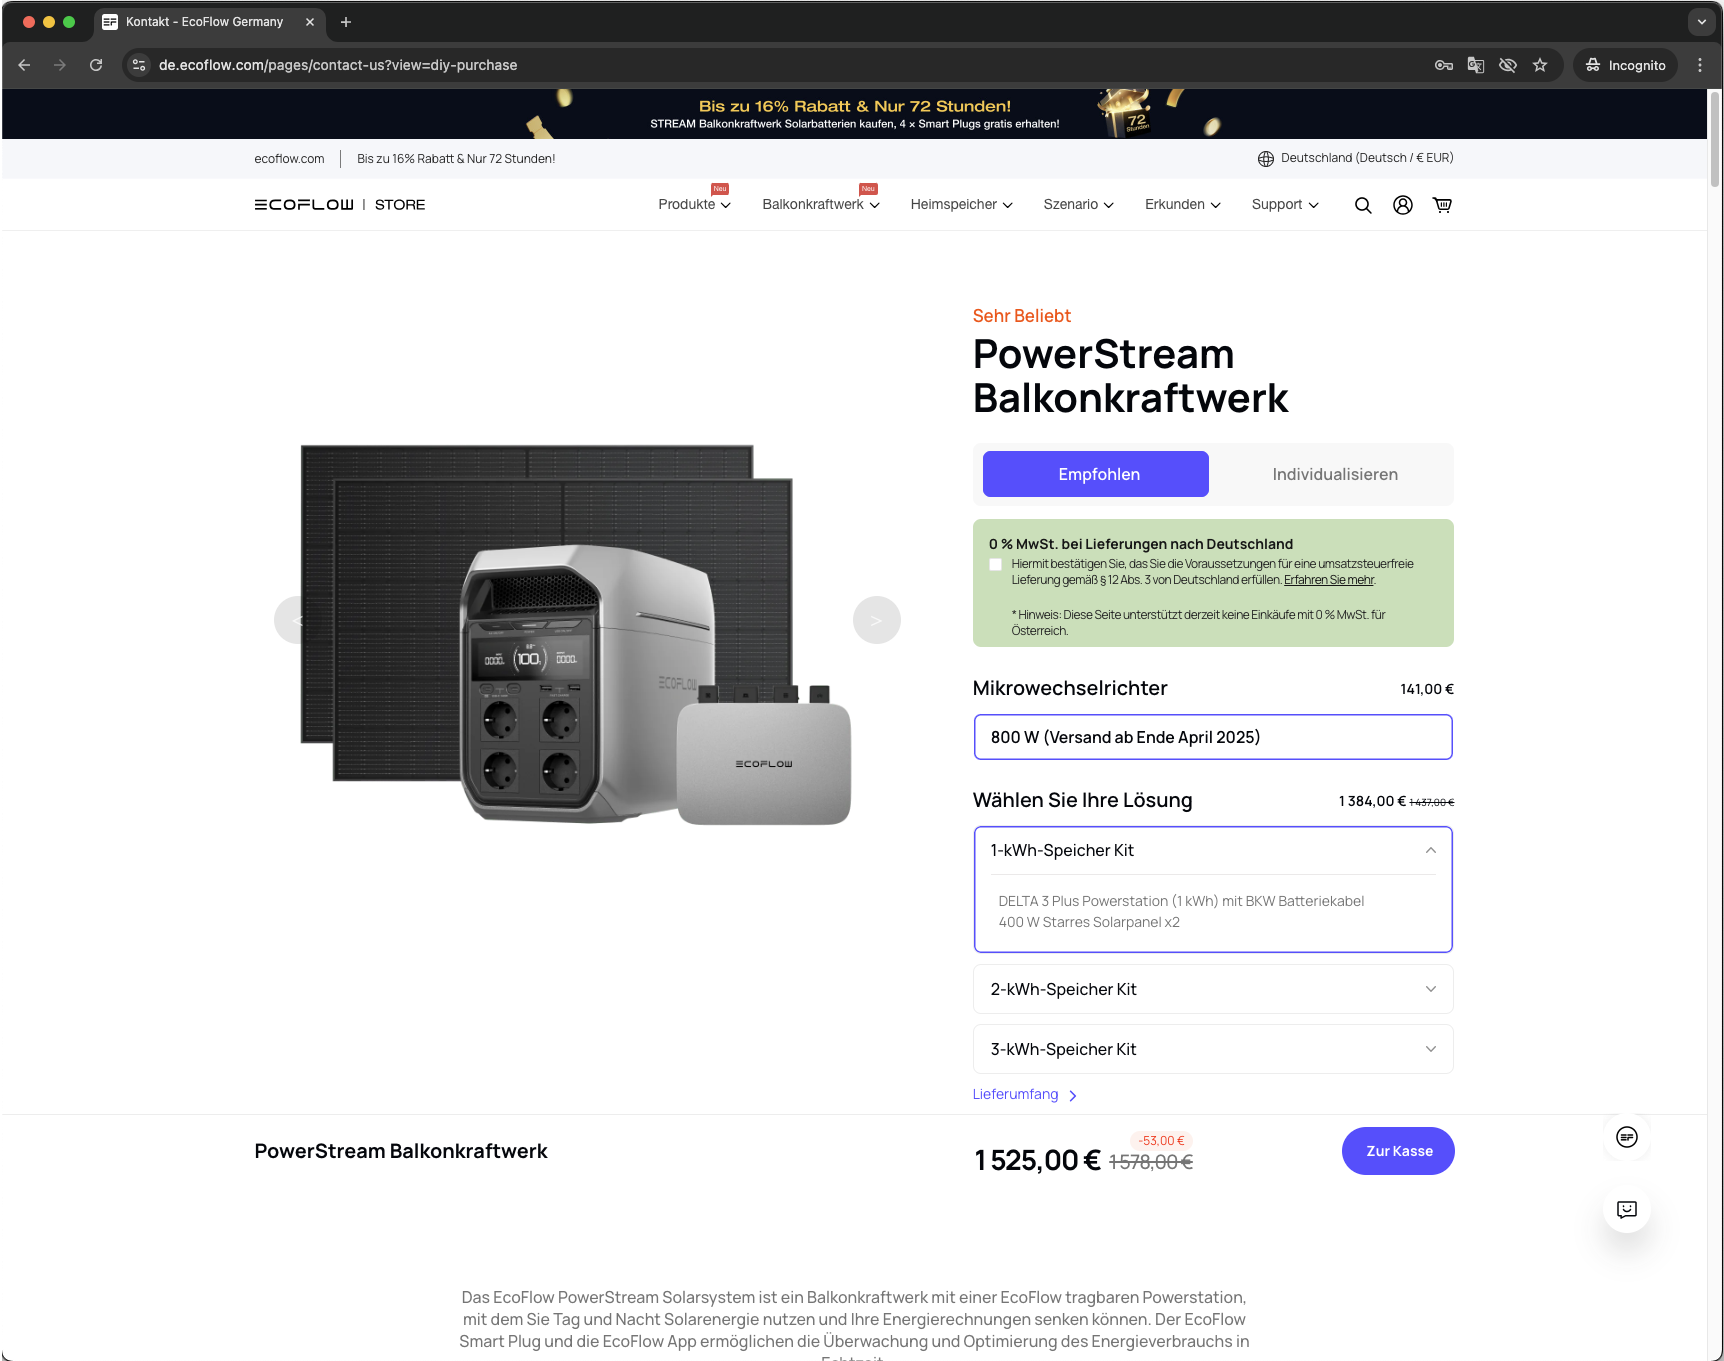 Kontakt - EcoFlow Germany
de.ecoflow.com/pages/contact-us?view=diy-purchase
Incognito
Bis zu 16% Rabatt & Nur 72 Stunden!
STREAM Balkonkraftwerk Solarbatterien kaufen, 4 × Smart Plugs gratis erhalten!
72
Stunden
ecoflow.com
Bis zu 16% Rabatt & Nur 72 Stunden!
Deutschland (Deutsch / € EUR)
ECOFLOW | STORE
Produkte
Neu
Balkonkraftwerk
Neu
Heimspeicher
Szenario
Erkunden
Support
Sehr Beliebt
PowerStream
Balkonkraftwerk
Empfohlen
Individualisieren
0 % MwSt. bei Lieferungen nach Deutschland
Hiermit bestätigen Sie, das Sie die Voraussetzungen für eine umsatzsteuerfreie
Lieferung gemäß § 12 Abs. 3 von Deutschland erfüllen. Erfahren Sie mehr.
* Hinweis: Diese Seite unterstützt derzeit keine Einkäufe mit 0 % MwSt. für
Österreich.
<
>
0000
100
0000
ECOFLOW
ECOFLOW
Mikrowechselrichter
141,00 €
800 W (Versand ab Ende April 2025)
Wählen Sie Ihre Lösung
1 384,00 € 1 437,00 €
1-kWh-Speicher Kit
DELTA 3 Plus Powerstation (1 kWh) mit BKW Batteriekabel
400 W Starres Solarpanel x2
2-kWh-Speicher Kit
3-kWh-Speicher Kit
Lieferumfang
PowerStream Balkonkraftwerk
-53,00 €
1 525,00 € 1 578,00 €
Zur Kasse
Das EcoFlow PowerStream Solarsystem ist ein Balkonkraftwerk mit einer EcoFlow tragbaren Powerstation,
mit dem Sie Tag und Nacht Solarenergie nutzen und Ihre Energierechnungen senken können. Der EcoFlow
Smart Plug und die EcoFlow App ermöglichen die Überwachung und Optimierung des Energieverbrauchs in
Echtzeit.